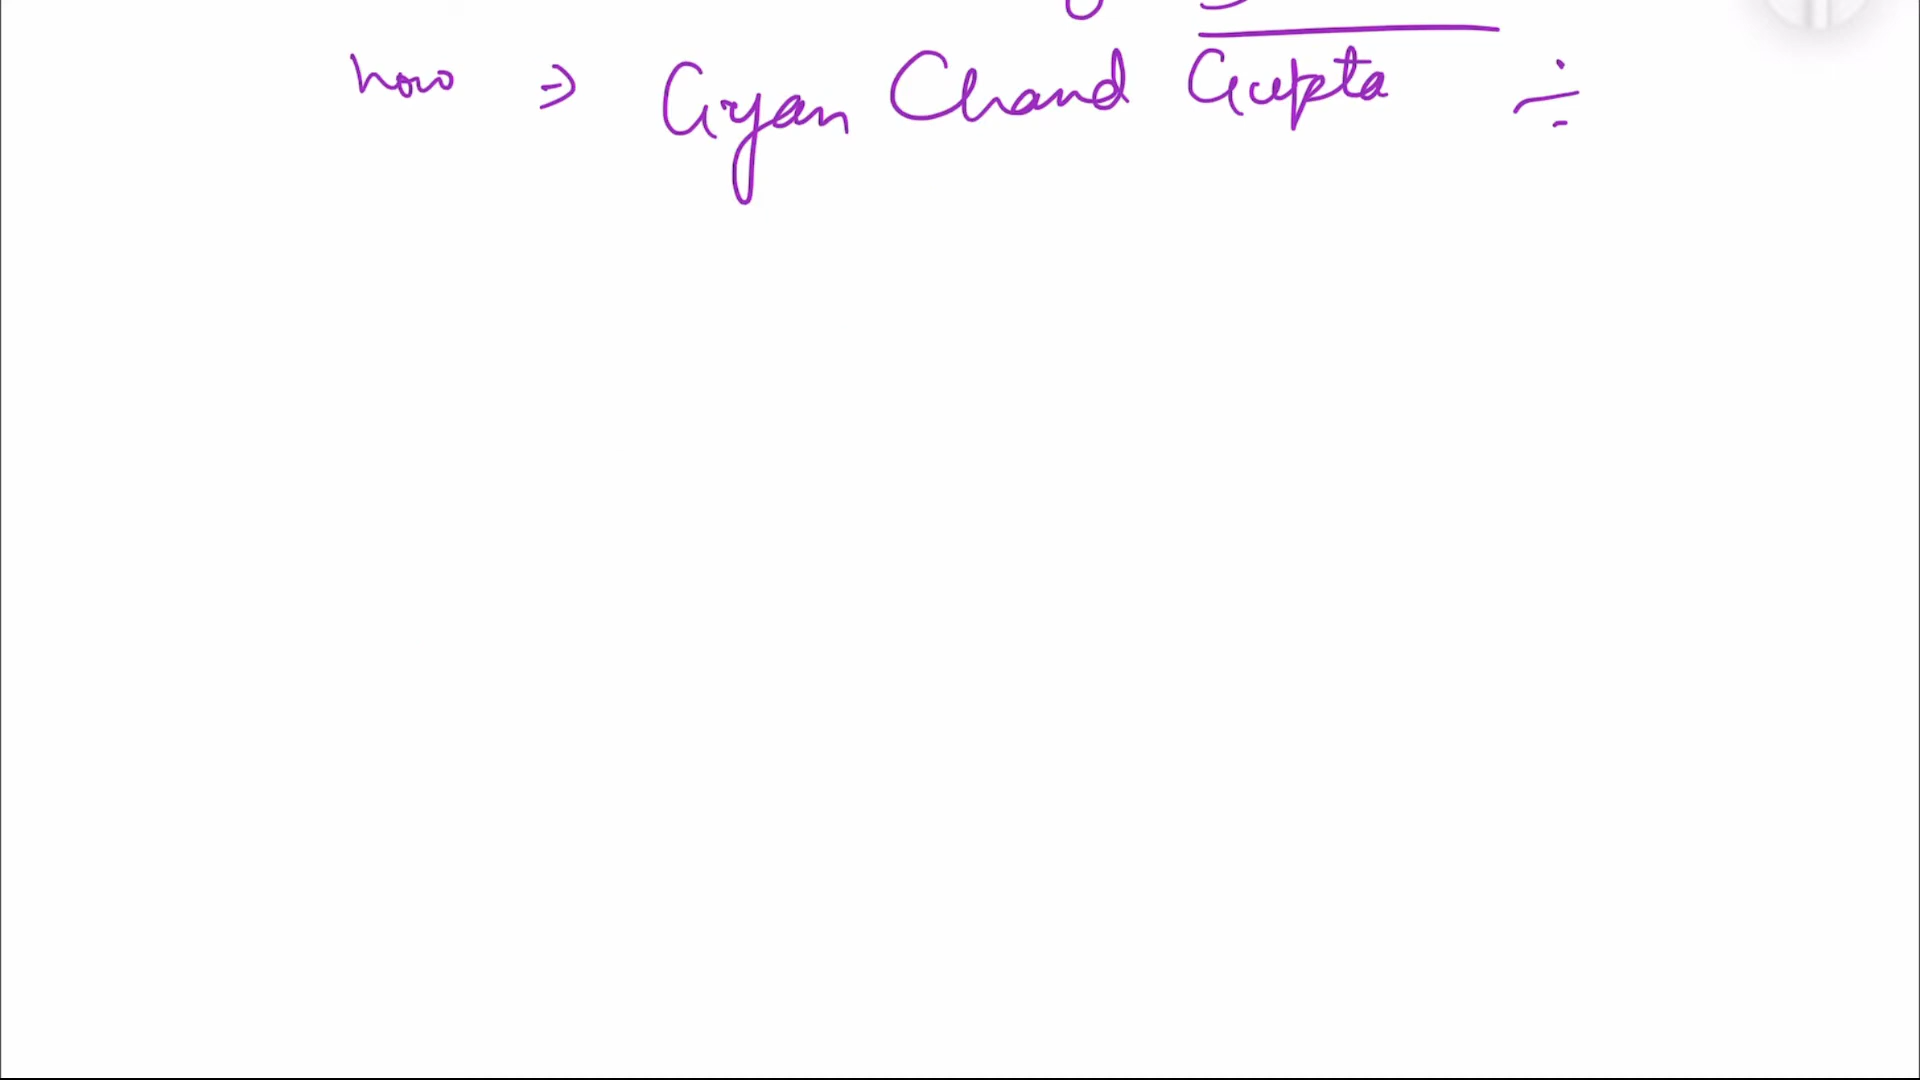 now ⇒ Gyan Chand Gupta ÷